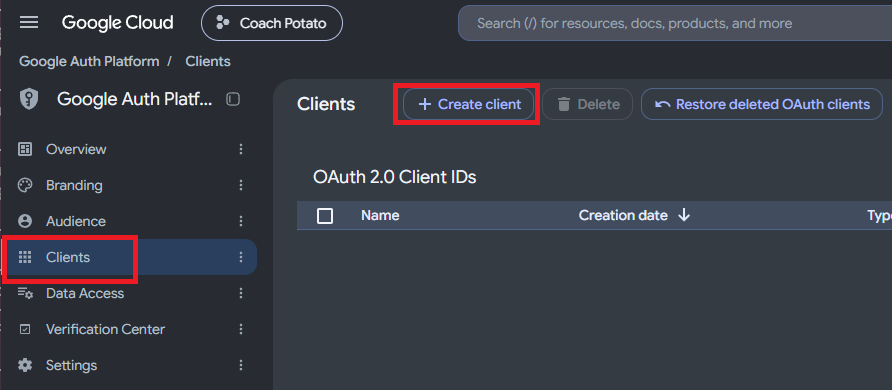 Google Cloud
Coach Potato
Search (/) for resources, docs, products, and more
Google Auth Platform / Clients
Google Auth Platf...
Clients
+ Create client
Delete
Restore deleted OAuth clients
Overview
Branding
Audience
Clients
Data Access
Verification Center
Settings
OAuth 2.0 Client IDs
Name
Creation date
Type